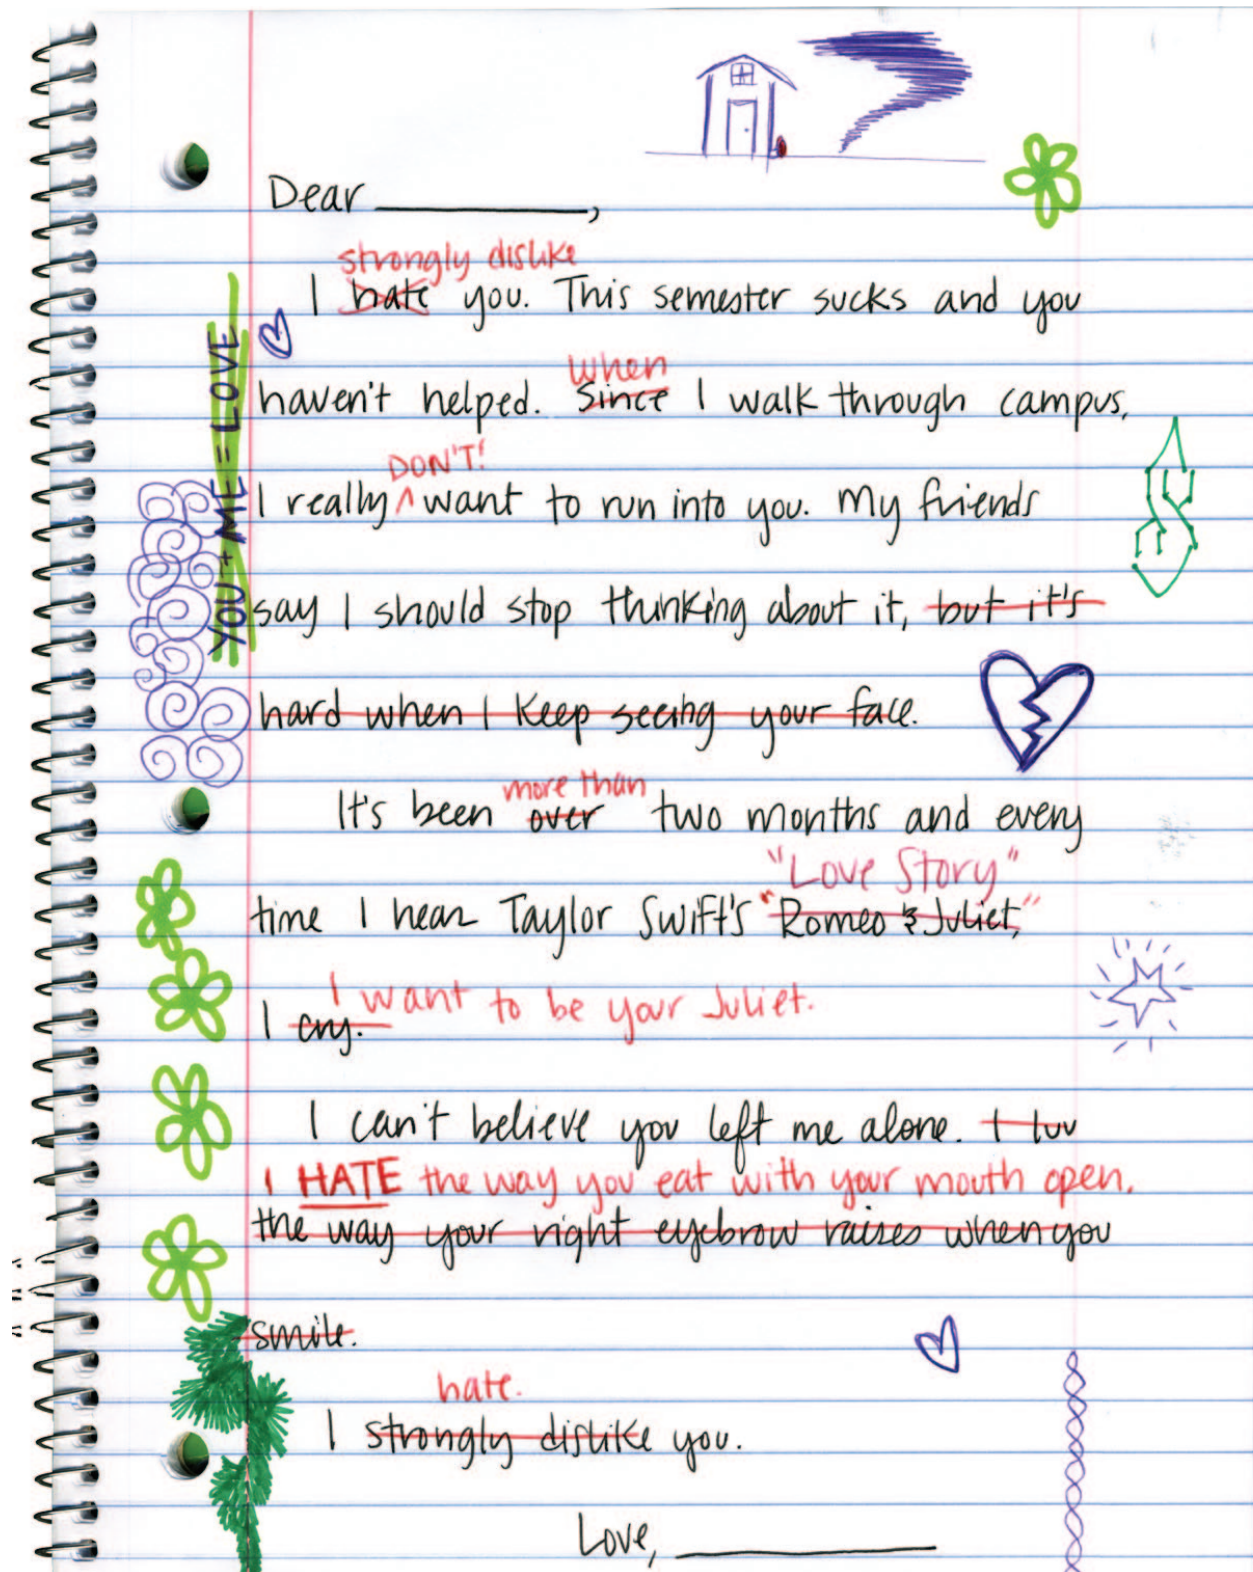 Dear ____________,
strongly dislike
I hate you. This semester sucks and you
when
haven't helped. Since I walk through campus,
DON'T!
I really ^ want to run into you. My friends
say I should stop thinking about it, but it's
hard when I keep seeing your face.
more than
It's been over two months and every
"Love Story"
time I hear Taylor Swift's "Romeo & Juliet,"
I want to be your Juliet.
I cry.
I can't believe you left me alone. I luv
I HATE the way you eat with your mouth open.
the way your right eyebrow raises when you
smile.
hate.
I strongly dislike you.
Love, ____________
YOU + ME = LOVE